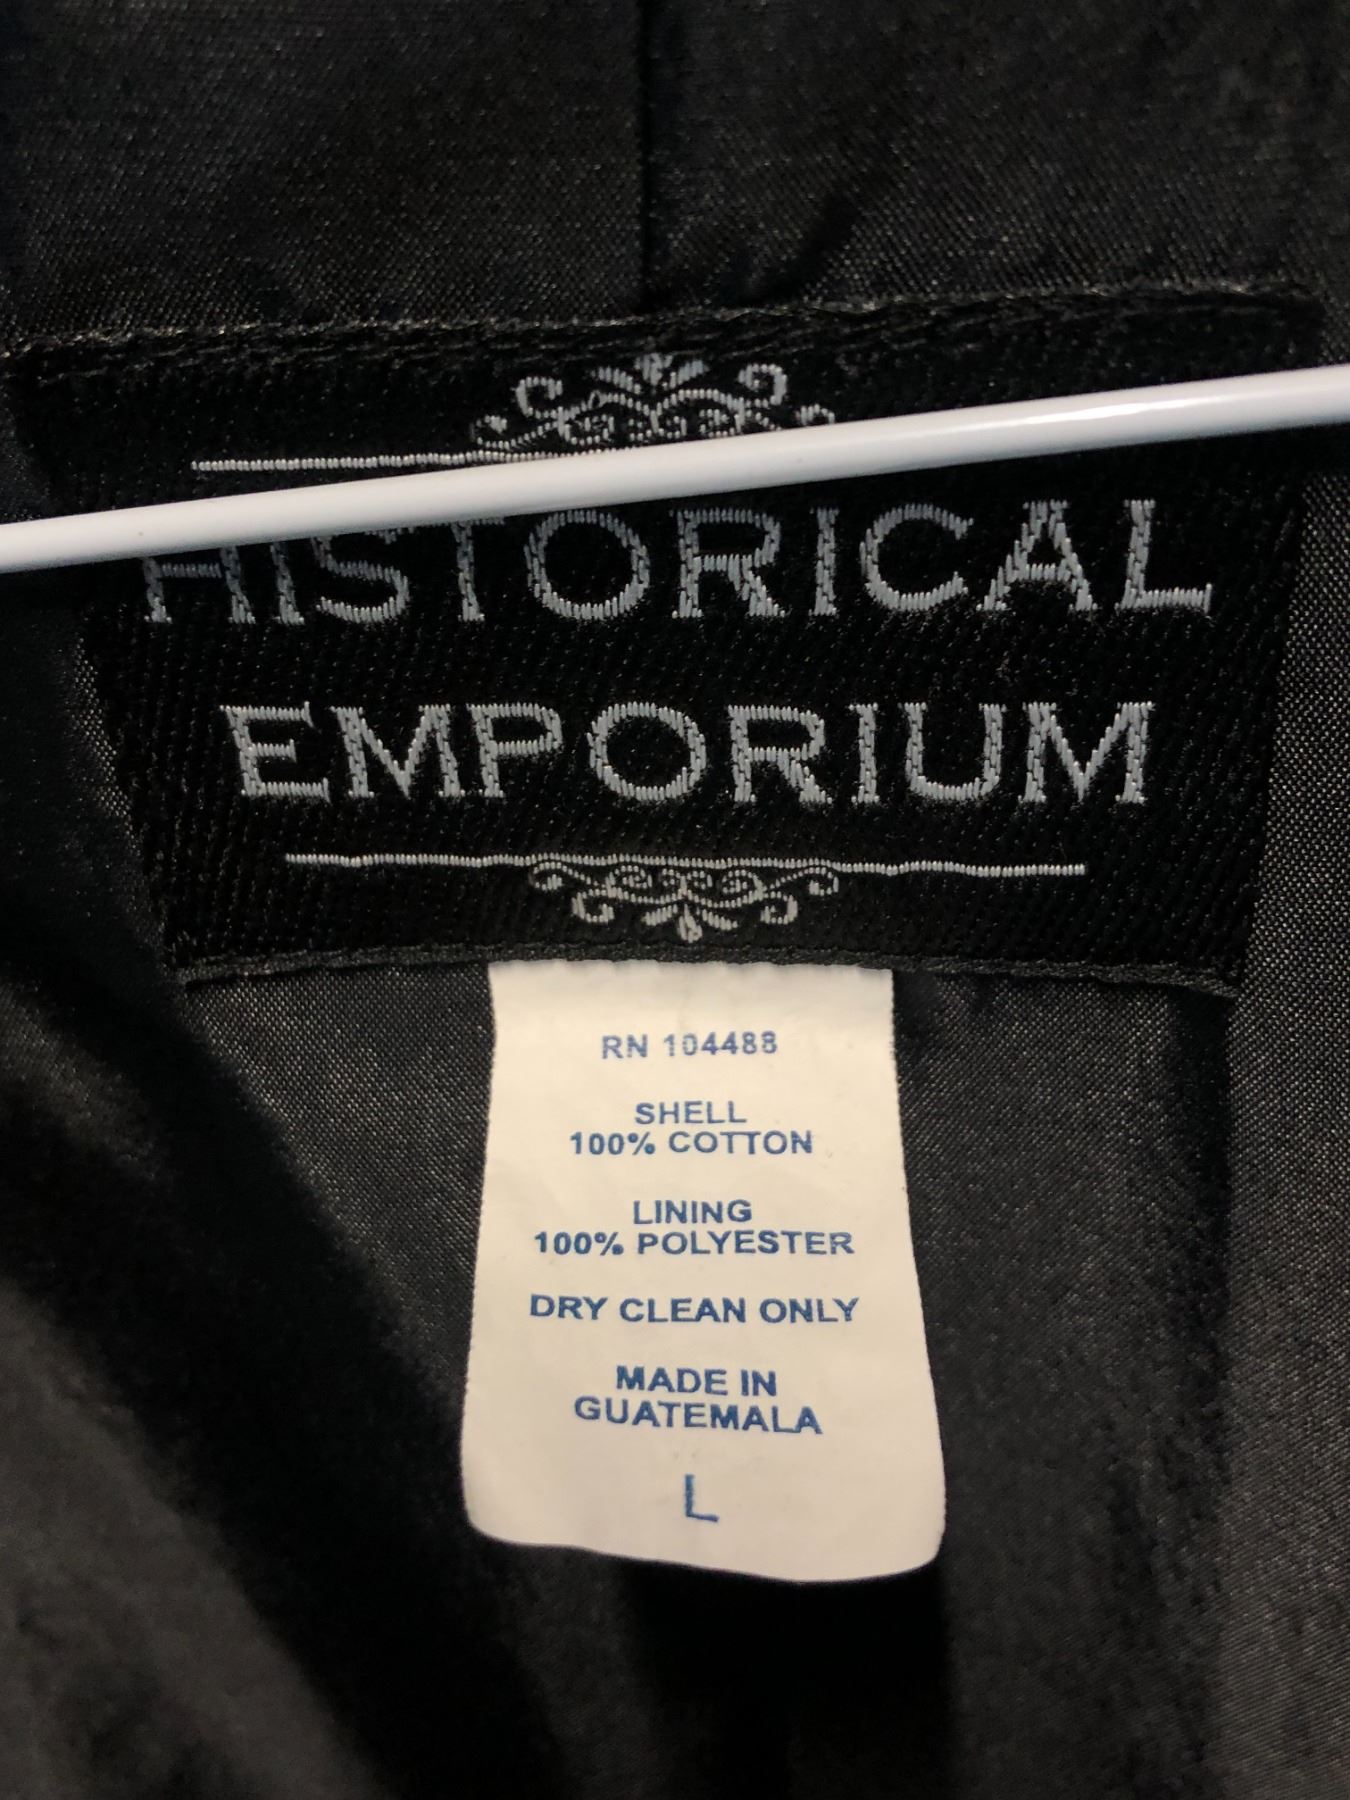 HISTORICAL
EMPORIUM
RN 104488
SHELL
100% COTTON
LINING
100% POLYESTER
DRY CLEAN ONLY
MADE IN
GUATEMALA
L